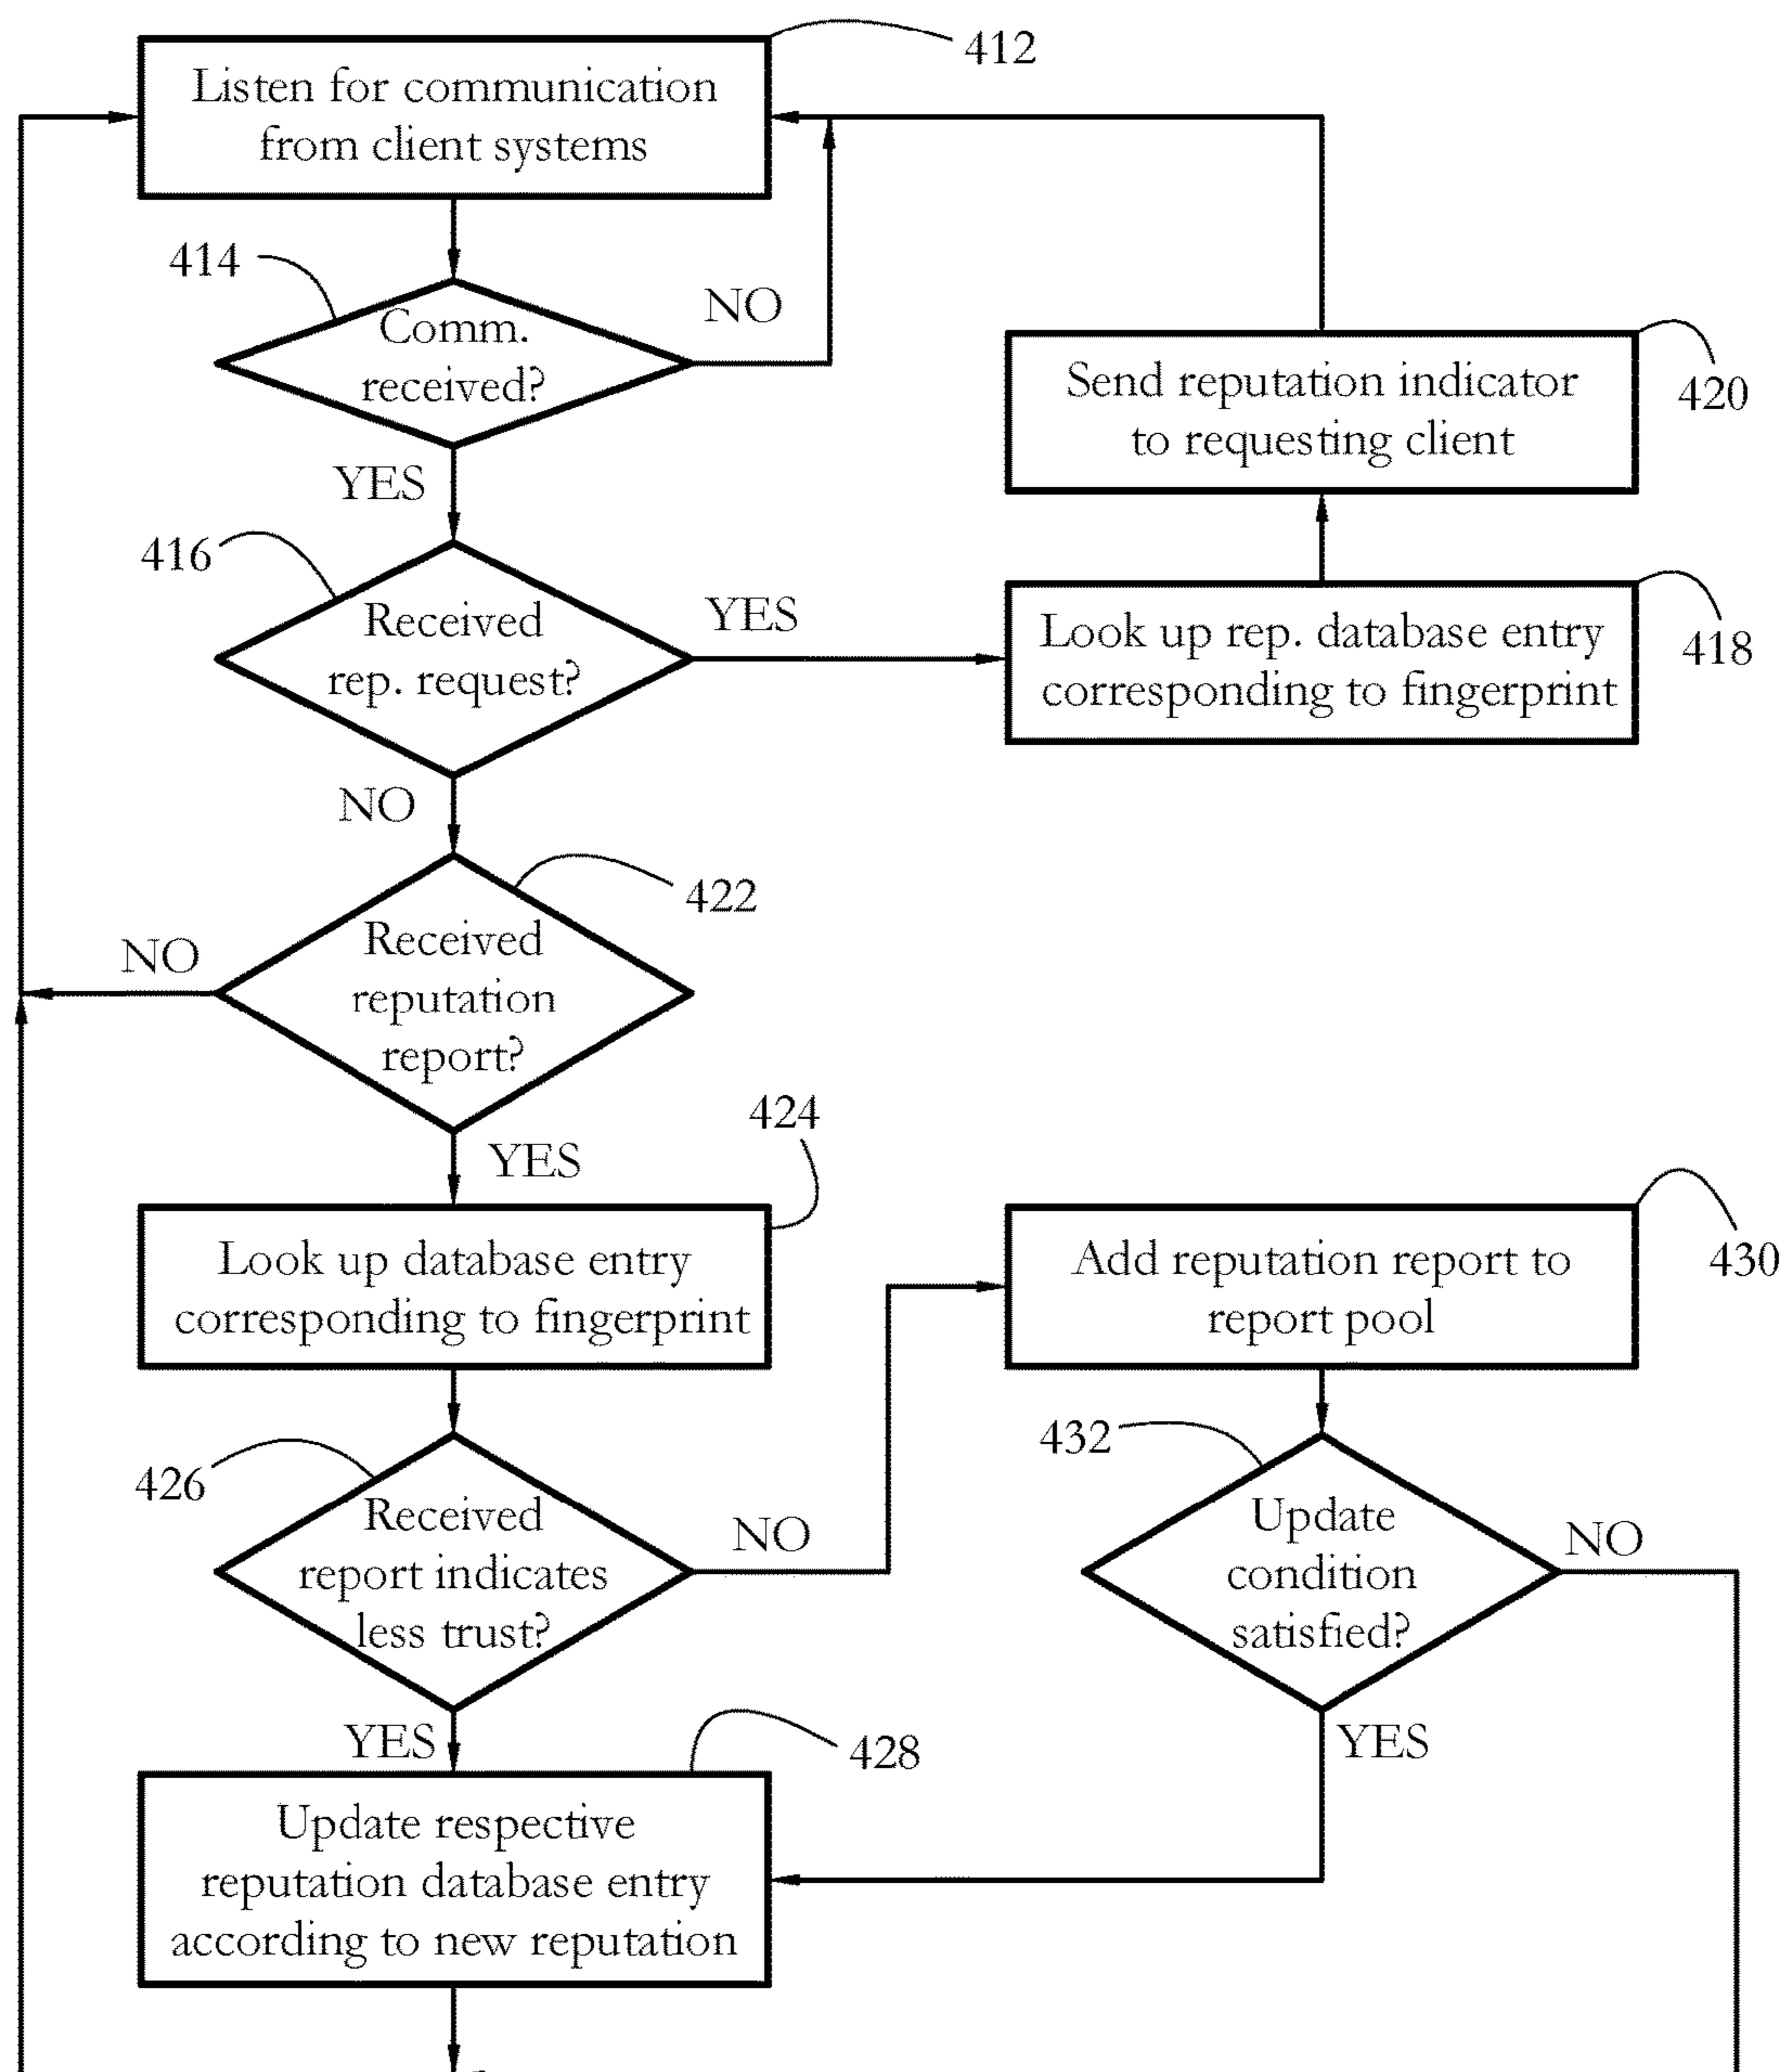 412
Listen for communication
from client systems
414
Comm.
received?
NO
YES
420
Send reputation indicator
to requesting client
416
Received
rep. request?
YES
418
Look up rep. database entry
corresponding to fingerprint
NO
422
Received
reputation
report?
NO
YES
424
Look up database entry
corresponding to fingerprint
430
Add reputation report to
report pool
426
Received
report indicates
less trust?
NO
432
Update
condition
satisfied?
NO
YES
YES
428
Update respective
reputation database entry
according to new reputation